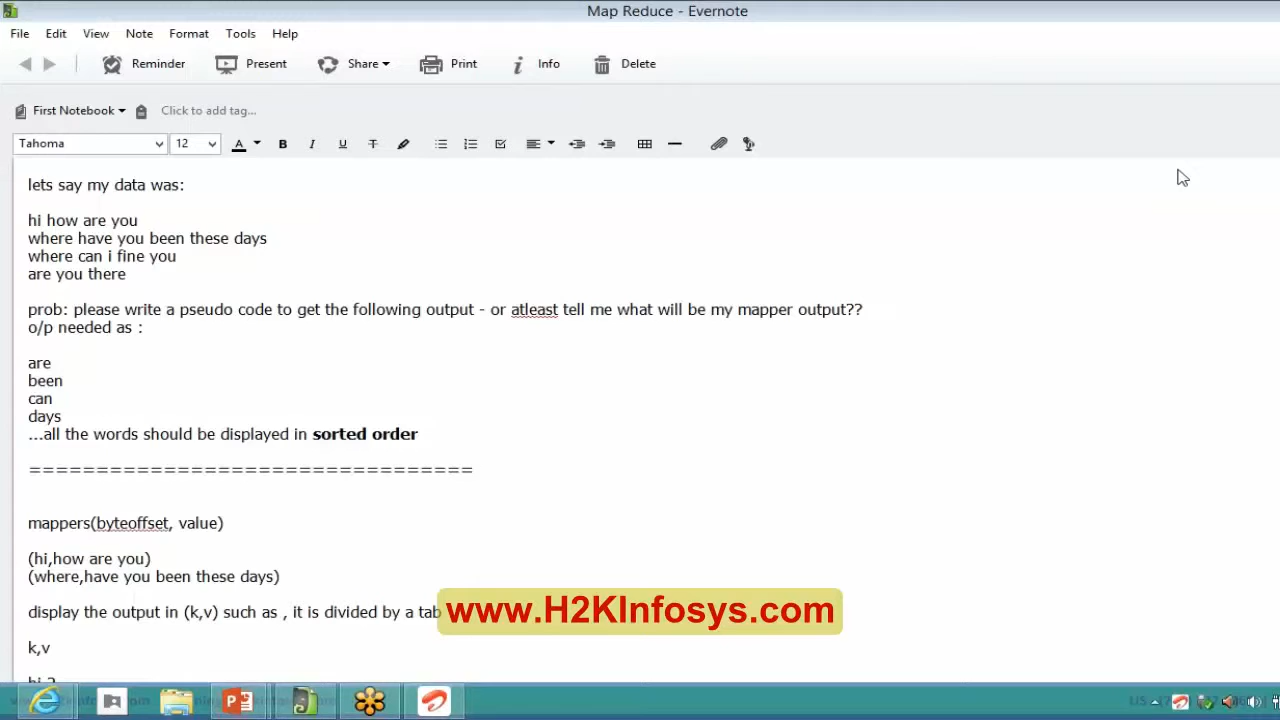 Map Reduce - Evernote
File Edit View Note Format Tools Help
Reminder Present Share Print Info Delete
First Notebook Click to add tag...
Tahoma 12 A B I U T
lets say my data was:
hi how are you
where have you been these days
where can i fine you
are you there
prob: please write a pseudo code to get the following output - or atleast tell me what will be my mapper output??
o/p needed as :
are
been
can
days
...all the words should be displayed in sorted order
=================================
mappers(byteoffset, value)
(hi,how are you)
(where,have you been these days)
display the output in (k,v) such as , it is divided by a tab
www.H2KInfosys.com
k,v